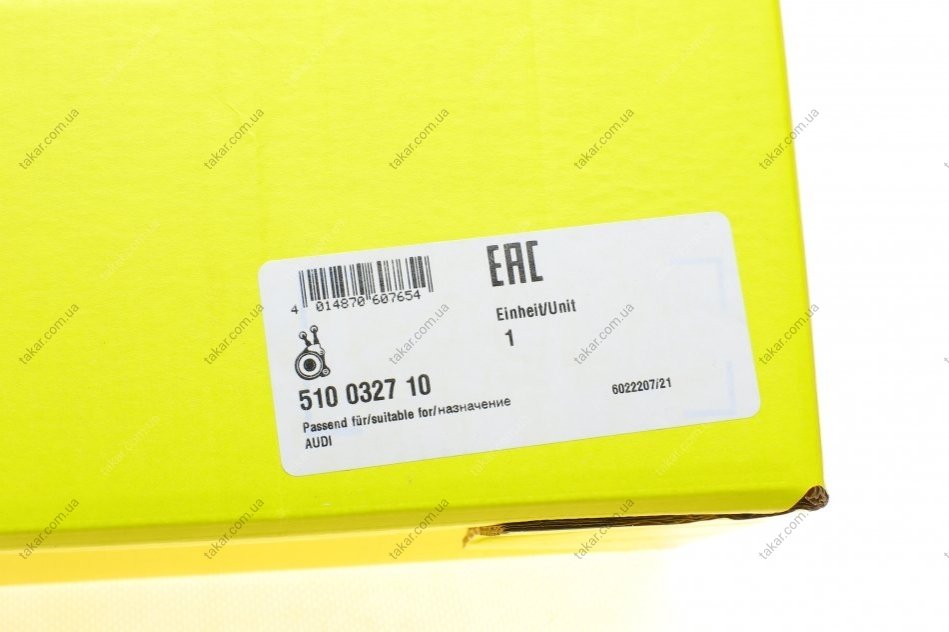 EAC
4 014870 607654
Einheit/Unit
1
510 0327 10
6022207/21
Passend für/suitable for/назначение
AUDI
takar.com.ua